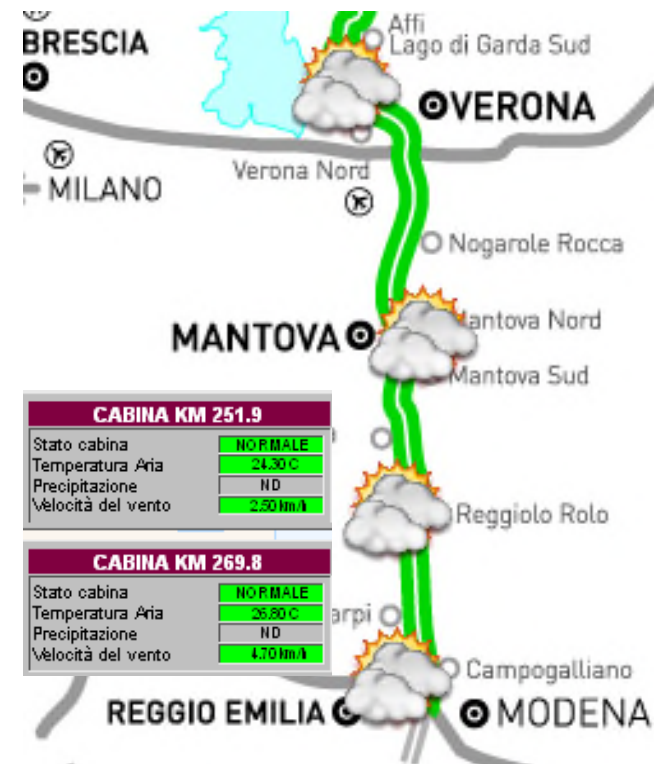 Affi
BRESCIA
Lago di Garda Sud
VERONA
MILANO
Verona Nord
Nogarole Rocca
antova Nord
MANTOVA
Mantova Sud
CABINA KM 251.9
Stato cabina NORMALE
Temperatura Aria 24.30 C
Precipitazione ND
Velocità del vento 2.50 km/h
Reggiolo Rolo
CABINA KM 269.8
Stato cabina NORMALE
Temperatura Aria 26.80 C
arpi
Precipitazione ND
Velocità del vento 4.70 km/h
Campogalliano
REGGIO EMILIA
MODENA